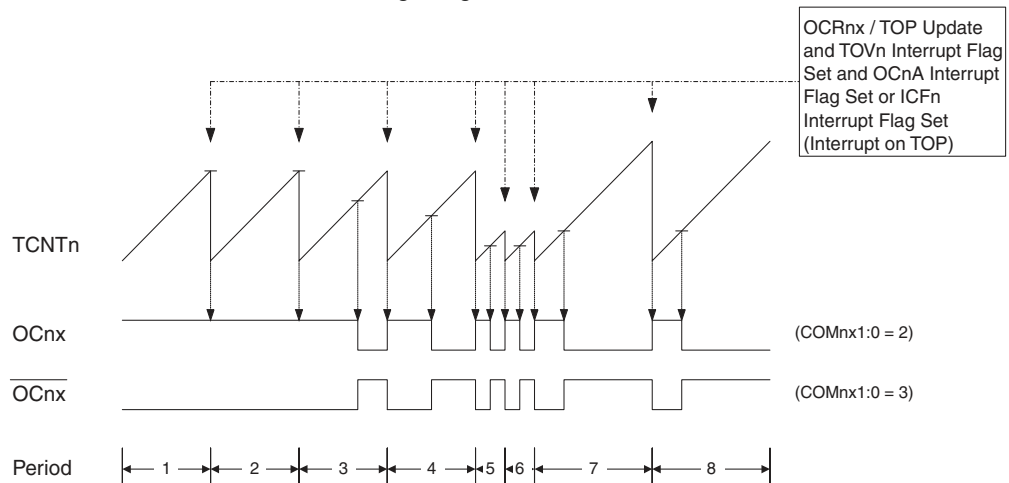 OCRnx / TOP Update
and TOVn Interrupt Flag
Set and OCnA Interrupt
Flag Set or ICFn
Interrupt Flag Set
(Interrupt on TOP)
TCNTn
OCnx (COMnx1:0 = 2)
OCnx (COMnx1:0 = 3)
Period 1 2 3 4 5 6 7 8